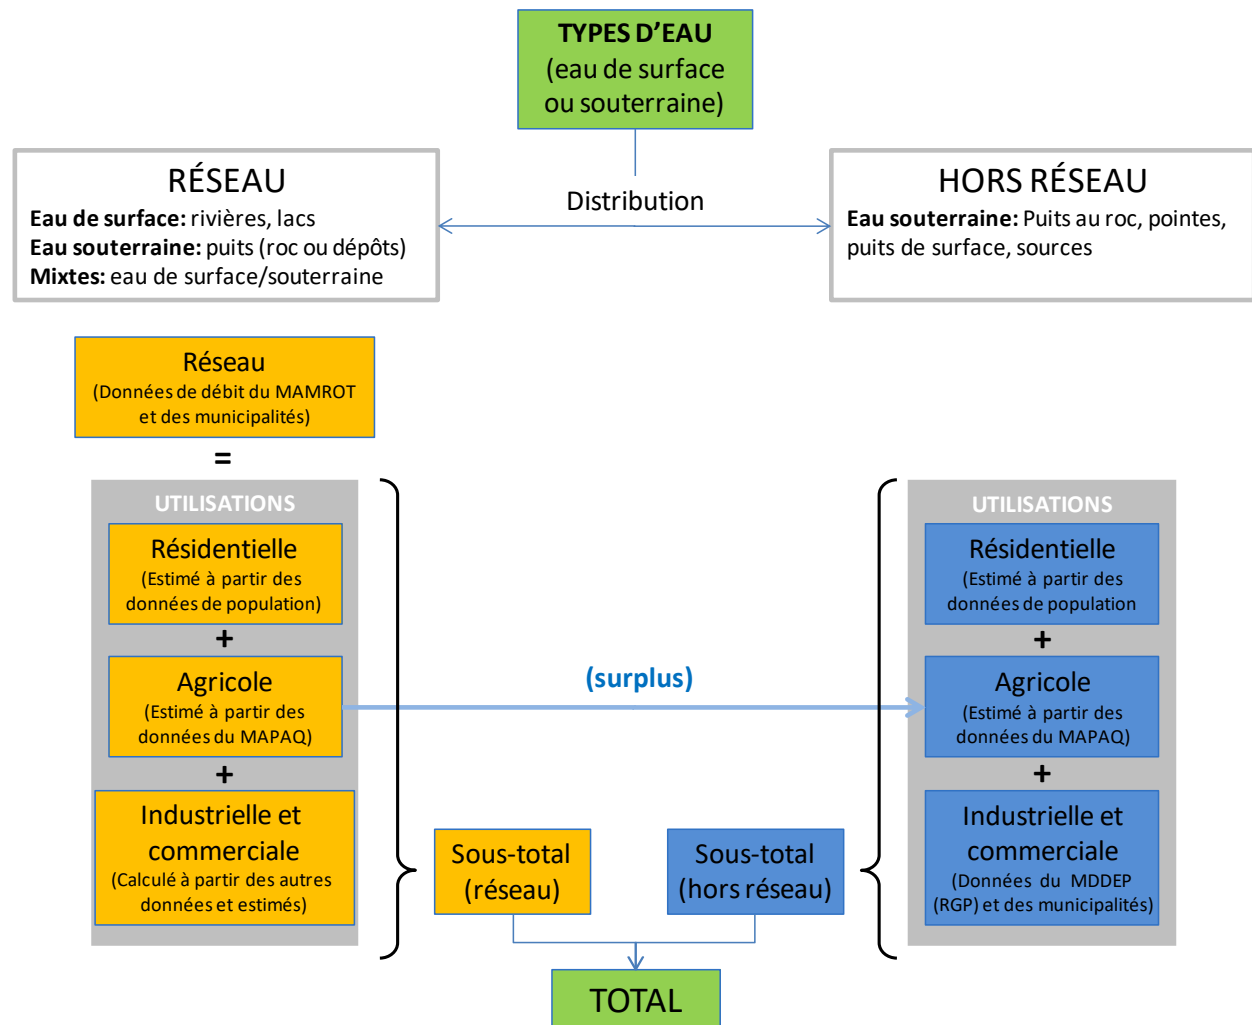 TYPES D'EAU
(eau de surface
ou souterraine)
RÉSEAU
Eau de surface: rivières, lacs
Eau souterraine: puits (roc ou dépôts)
Mixtes: eau de surface/souterraine
Distribution
HORS RÉSEAU
Eau souterraine: Puits au roc, pointes,
puits de surface, sources
Réseau
(Données de débit du MAMROT
et des municipalités)
=
UTILISATIONS
Résidentielle
(Estimé à partir des
données de population)
+
Agricole
(Estimé à partir des
données du MAPAQ)
+
Industrielle et
commerciale
(Calculé à partir des autres
données et estimés)
(surplus)
UTILISATIONS
Résidentielle
(Estimé à partir des
données de population
+
Agricole
(Estimé à partir des
données du MAPAQ)
+
Industrielle et
commerciale
(Données du MDDEP
(RGP) et des municipalités)
Sous-total
(réseau)
Sous-total
(hors réseau)
TOTAL